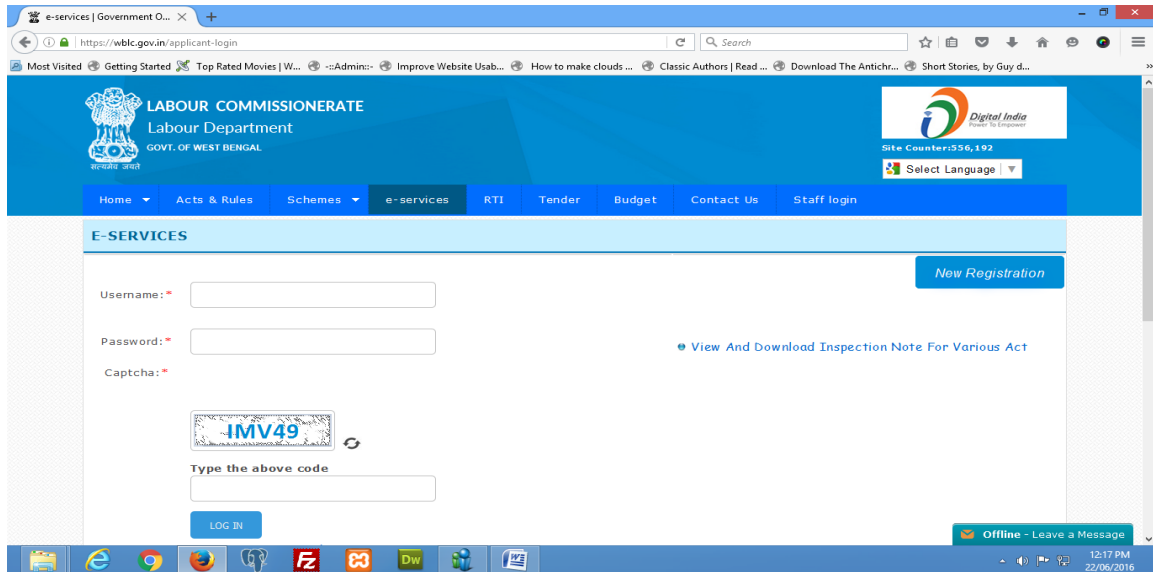 e-services | Government O...
https://wblc.gov.in/applicant-login
Search
Most Visited Getting Started Top Rated Movies | W... -::Admin::- Improve Website Usab... How to make clouds ... Classic Authors | Read ... Download The Antichr... Short Stories, by Guy d... »
LABOUR COMMISSIONERATE
Labour Department
GOVT. OF WEST BENGAL
सत्यमेव जयते
Digital India
Power To Empower
Site Counter:556,192
Select Language ▼
Home Acts & Rules Schemes e-services RTI Tender Budget Contact Us Staff login
E-SERVICES
New Registration
Username:*
Password:*
View And Download Inspection Note For Various Act
Captcha:*
IMV49
Type the above code
LOG IN
Offline - Leave a Message
Dw
12:17 PM
22/06/2016